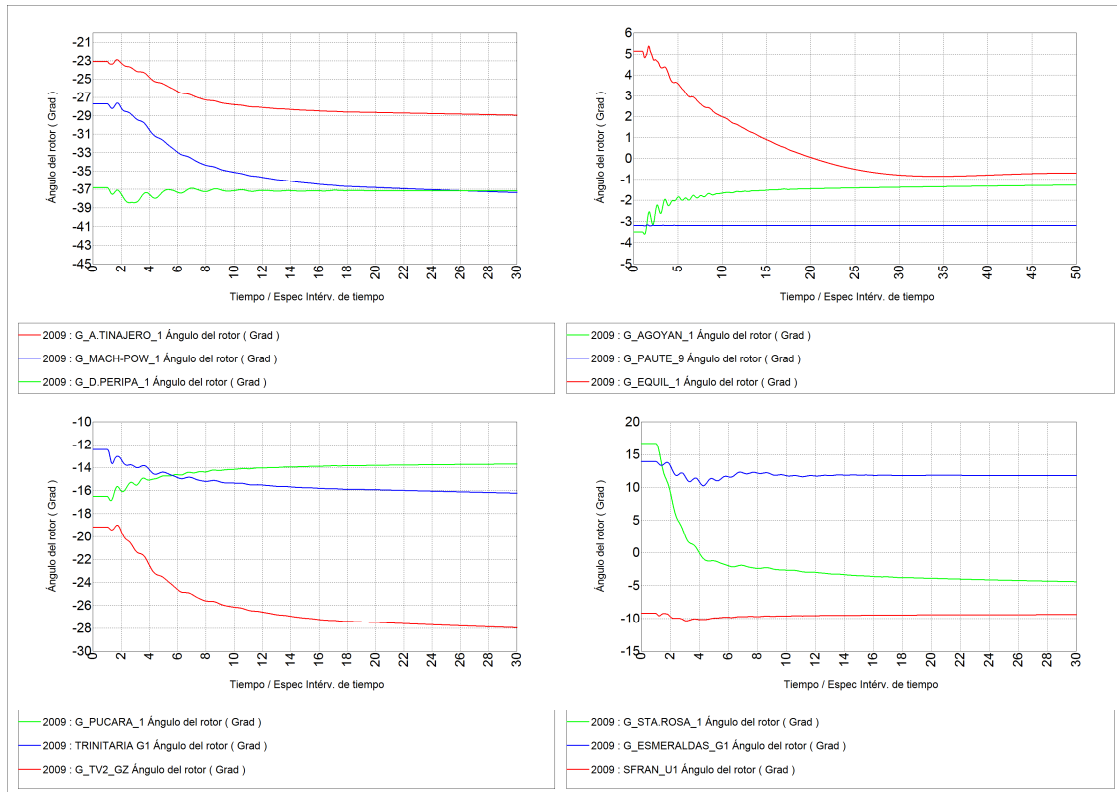 -21
-23
-25
-27
-29
-31
-33
-35
-37
-39
-41
-43
-45
Ángulo del rotor ( Grad )
0 2 4 6 8 10 12 14 16 18 20 22 24 26 28 30
Tiempo / Espec Intérv. de tiempo
2009 : G_A.TINAJERO_1 Ángulo del rotor ( Grad )
2009 : G_MACH-POW_1 Ángulo del rotor ( Grad )
2009 : G_D.PERIPA_1 Ángulo del rotor ( Grad )
6
5
4
3
2
1
0
-1
-2
-3
-4
-5
Ángulo del rotor ( Grad )
0 5 10 15 20 25 30 35 40 45 50
Tiempo / Espec Intérv. de tiempo
2009 : G_AGOYAN_1 Ángulo del rotor ( Grad )
2009 : G_PAUTE_9 Ángulo del rotor ( Grad )
2009 : G_EQUIL_1 Ángulo del rotor ( Grad )
-10
-12
-14
-16
-18
-20
-22
-24
-26
-28
-30
Ángulo del rotor ( Grad )
0 2 4 6 8 10 12 14 16 18 20 22 24 26 28 30
Tiempo / Espec Intérv. de tiempo
2009 : G_PUCARA_1 Ángulo del rotor ( Grad )
2009 : TRINITARIA G1 Ángulo del rotor ( Grad )
2009 : G_TV2_GZ Ángulo del rotor ( Grad )
20
15
10
5
0
-5
-10
-15
Ángulo del rotor ( Grad )
0 2 4 6 8 10 12 14 16 18 20 22 24 26 28 30
Tiempo / Espec Intérv. de tiempo
2009 : G_STA.ROSA_1 Ángulo del rotor ( Grad )
2009 : G_ESMERALDAS_G1 Ángulo del rotor ( Grad )
2009 : SFRAN_U1 Ángulo del rotor ( Grad )